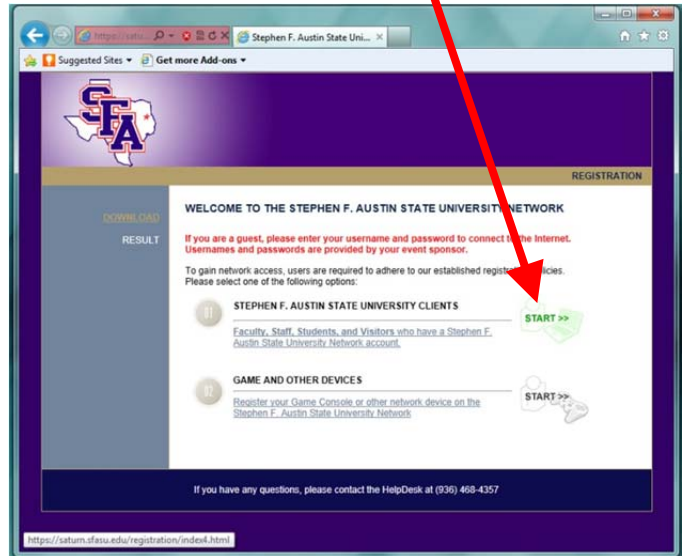 https://satu...
Stephen F. Austin State Uni...
Suggested Sites
Get more Add-ons
SFA
REGISTRATION
DOWNLOAD
RESULT
WELCOME TO THE STEPHEN F. AUSTIN STATE UNIVERSITY NETWORK
If you are a guest, please enter your username and password to connect to the Internet.
Usernames and passwords are provided by your event sponsor.
To gain network access, users are required to adhere to our established
Please select one of the following options:
01
STEPHEN F. AUSTIN STATE UNIVERSITY CLIENTS
Faculty, Staff, Students, and Visitors who have a Stephen F.
Austin State University Network account.
START >>
02
GAME AND OTHER DEVICES
Register your Game Console or other network device on the
Stephen F. Austin State University Network
START >>
If you have any questions, please contact the HelpDesk at (936) 468-4357
https://saturn.sfasu.edu/registration/index4.html